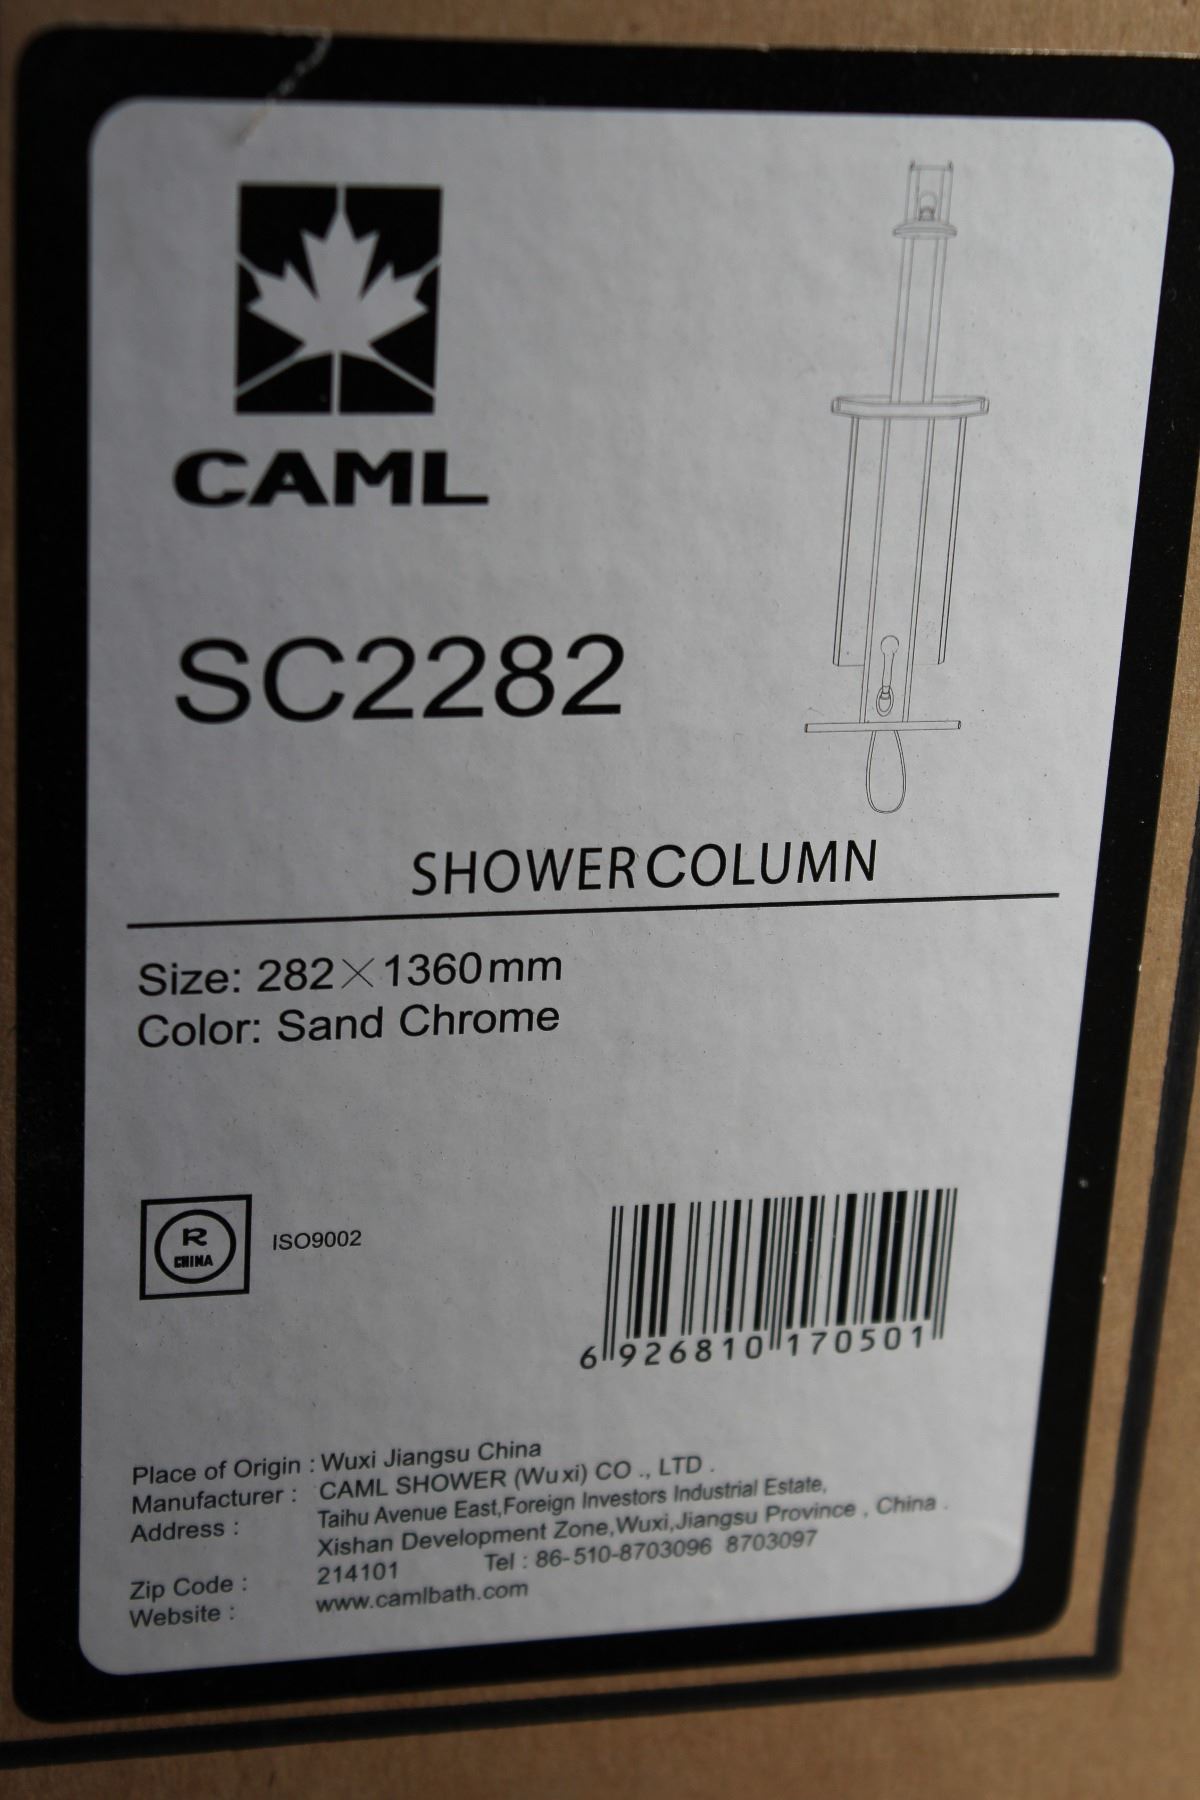 CAML
SC2282
SHOWER COLUMN
Size: 282×1360mm
Color: Sand Chrome
R
CHINA
ISO9002
6 926810 170501
Place of Origin : Wuxi Jiangsu China
Manufacturer : CAML SHOWER (Wuxi) CO ., LTD .
Address : Taihu Avenue East,Foreign Investors Industrial Estate,
Xishan Development Zone,Wuxi,Jiangsu Province , China .
Zip Code : 214101 Tel : 86-510-8703096 8703097
Website : www.camlbath.com